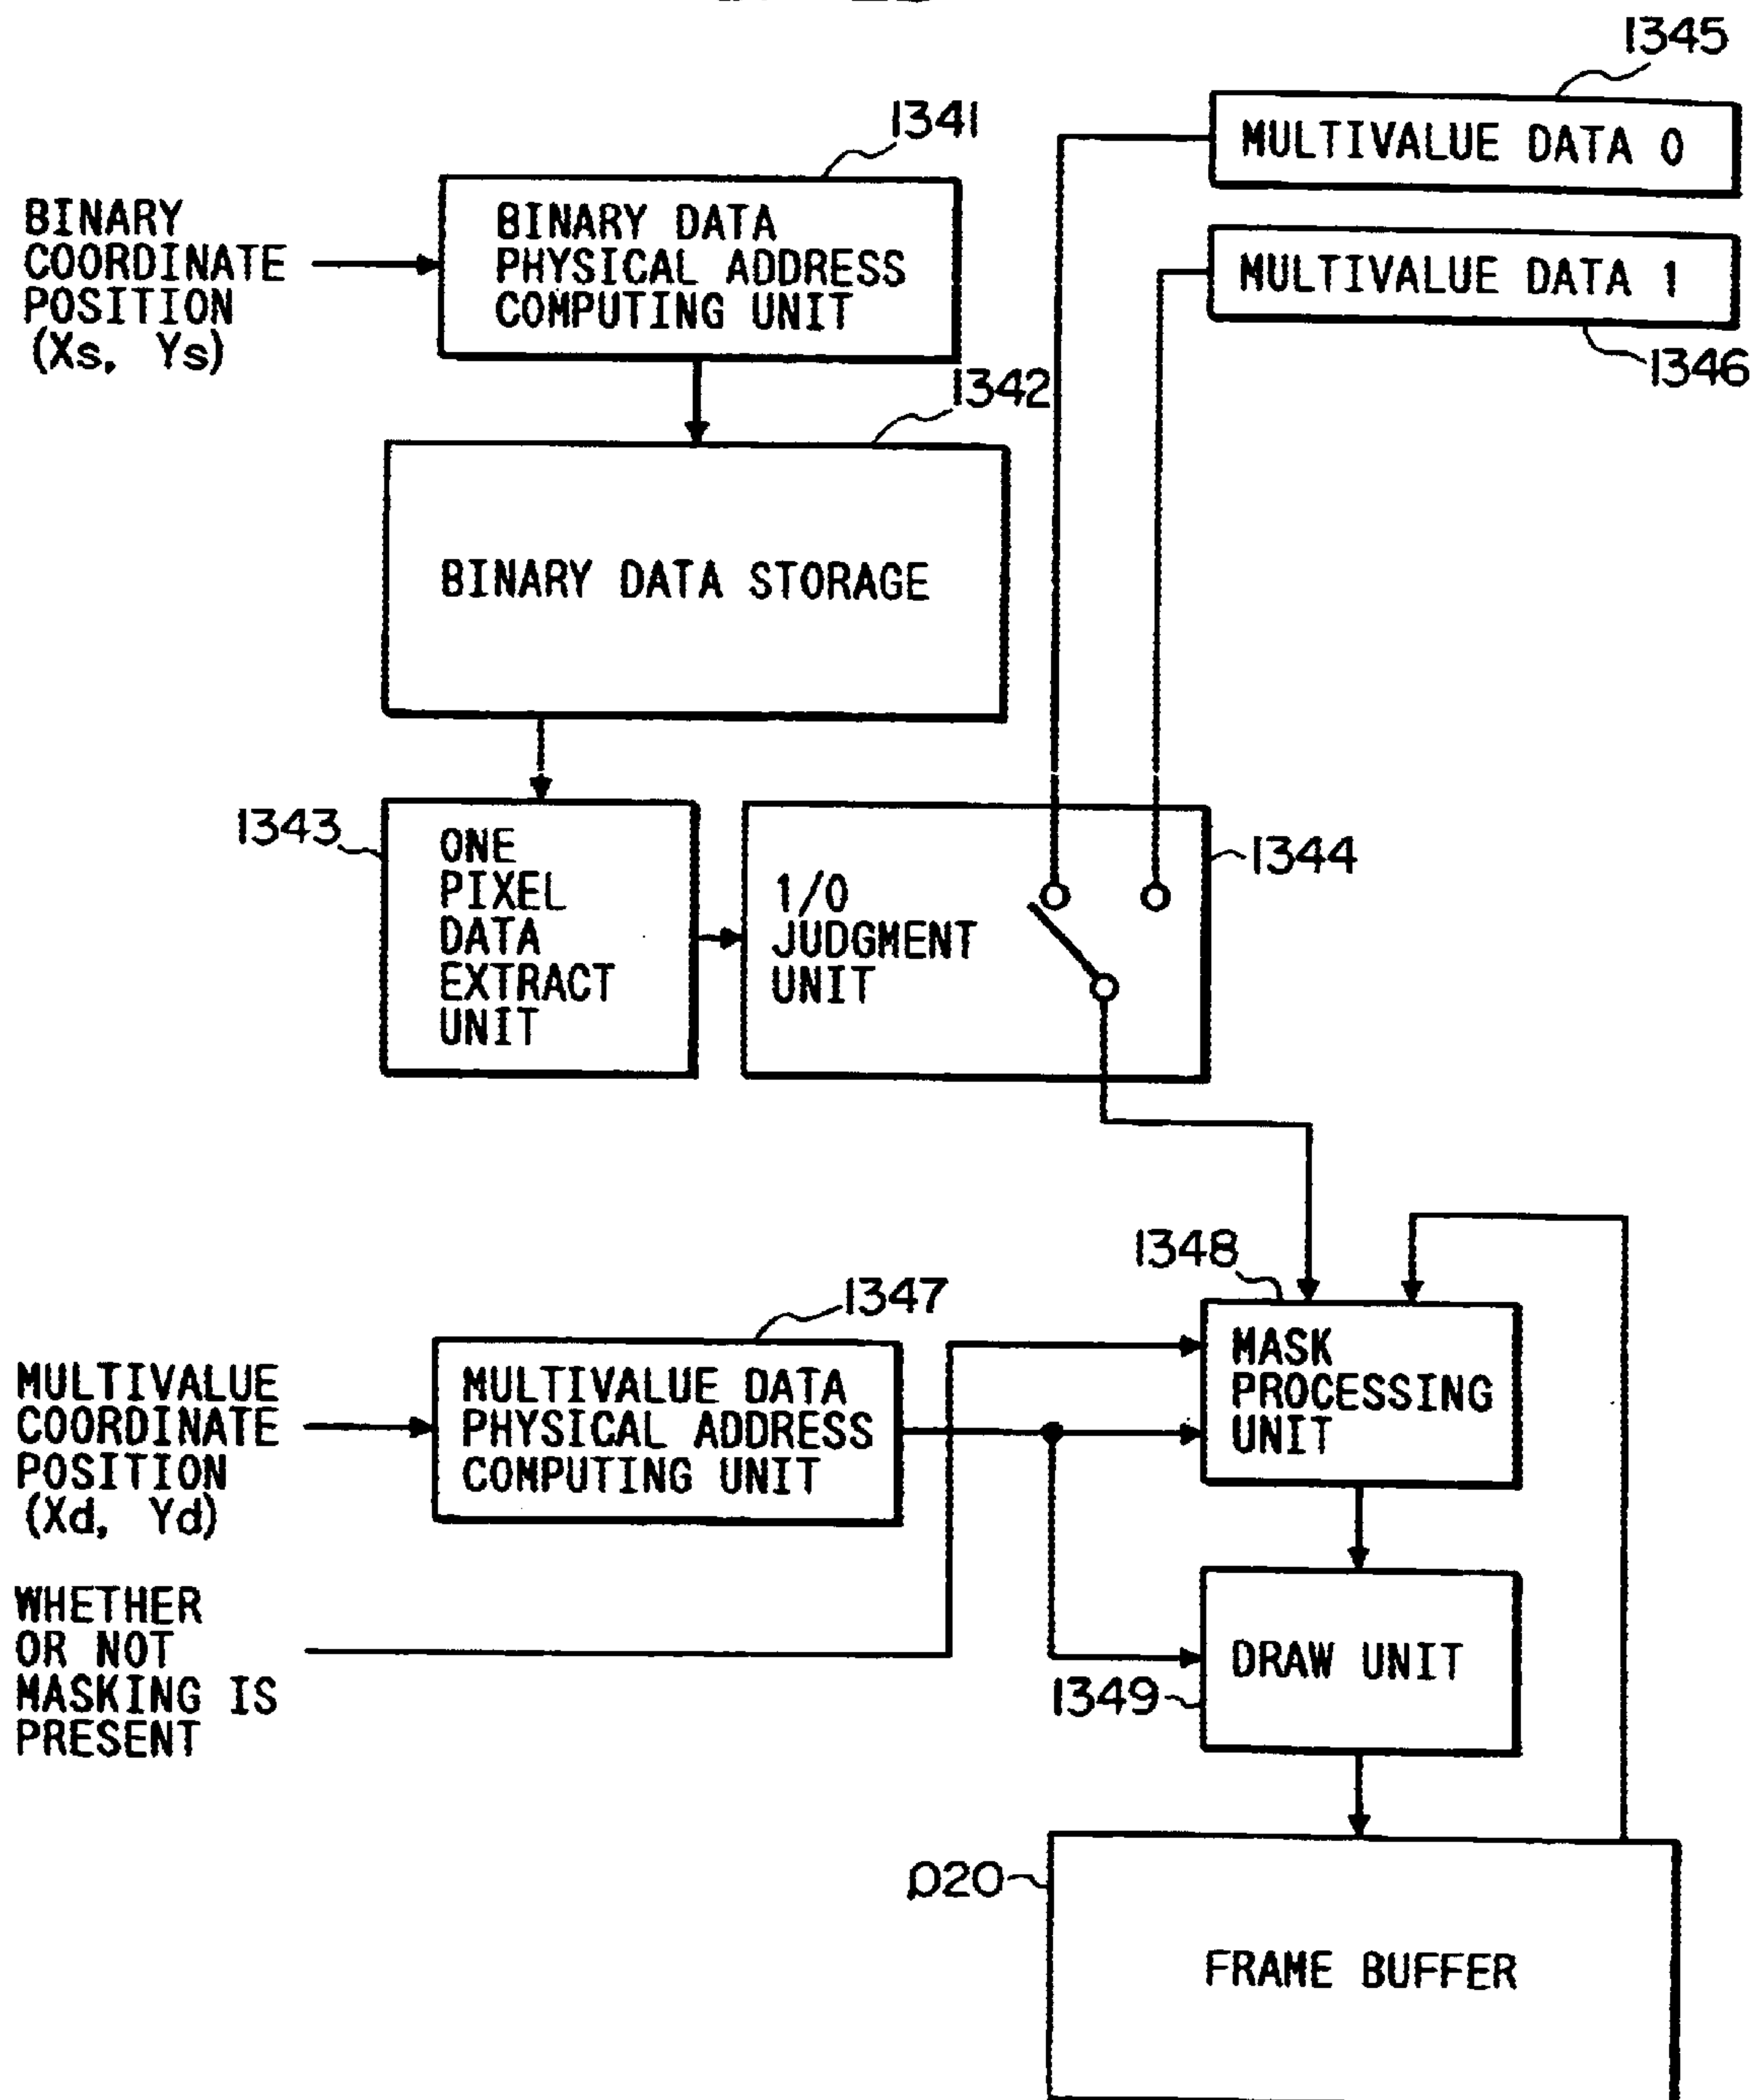 1345
MULTIVALUE DATA 0
1341
BINARY
COORDINATE
POSITION
(Xs, Ys)
BINARY DATA
PHYSICAL ADDRESS
COMPUTING UNIT
MULTIVALUE DATA 1
1346
1342
BINARY DATA STORAGE
1343
ONE
PIXEL
DATA
EXTRACT
UNIT
1/0
JUDGMENT
UNIT
1344
1348
1347
MULTIVALUE
COORDINATE
POSITION
(Xd, Yd)
MULTIVALUE DATA
PHYSICAL ADDRESS
COMPUTING UNIT
MASK
PROCESSING
UNIT
WHETHER
OR NOT
MASKING IS
PRESENT
DRAW UNIT
1349
1020
FRAME BUFFER